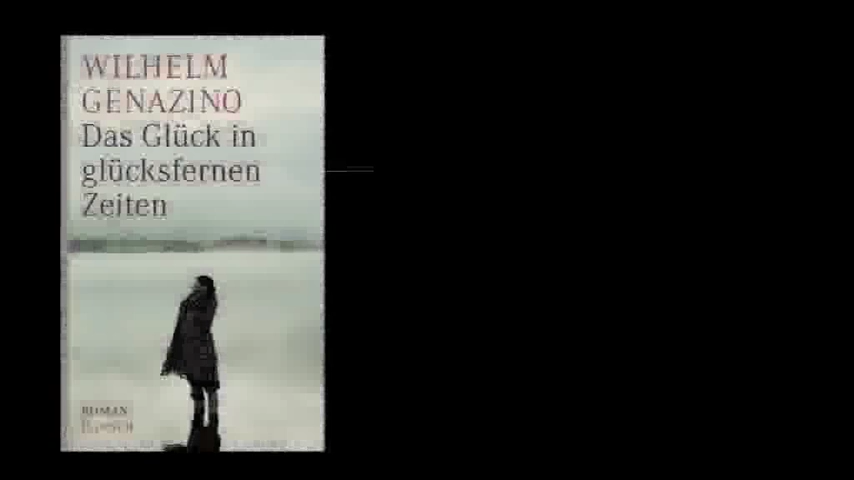 WILHELM
GENAZINO
Das Glück in
glücksfernen
Zeiten
ROMAN